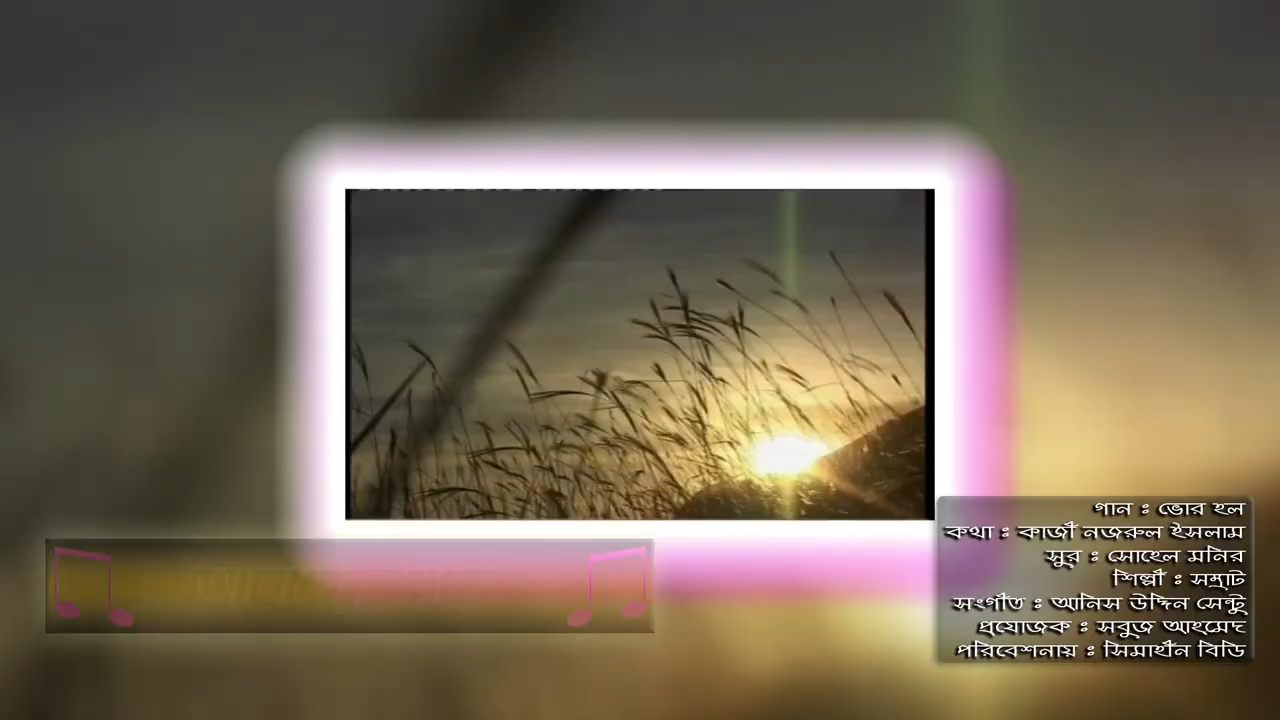 গান ঃ ভোর হল
কথা ঃ কাজী নজরুল ইসলাম
সুর ঃ সোহেল মনির
শিল্পী ঃ সম্রাট
সংগীত ঃ আনিস উদ্দিন সেন্টু
প্রযোজক ঃ সবুজ আহমেদ
পরিবেশনায় ঃ সিমাহীন বিডি